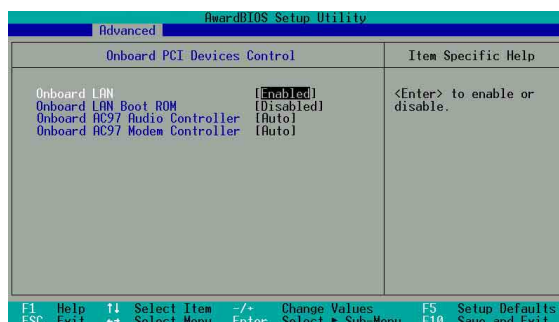 AwardBIOS Setup Utility
Advanced
Onboard PCI Devices Control
Item Specific Help
Onboard LAN [Enabled]
Onboard LAN Boot ROM [Disabled]
Onboard AC97 Audio Controller [Auto]
Onboard AC97 Modem Controller [Auto]
<Enter> to enable or
disable.
F1 Help ↑↓ Select Item -/+ Change Values F5 Setup Defaults
ESC Exit ←→ Select Menu Enter Select ► Sub-Menu F10 Save and Exit